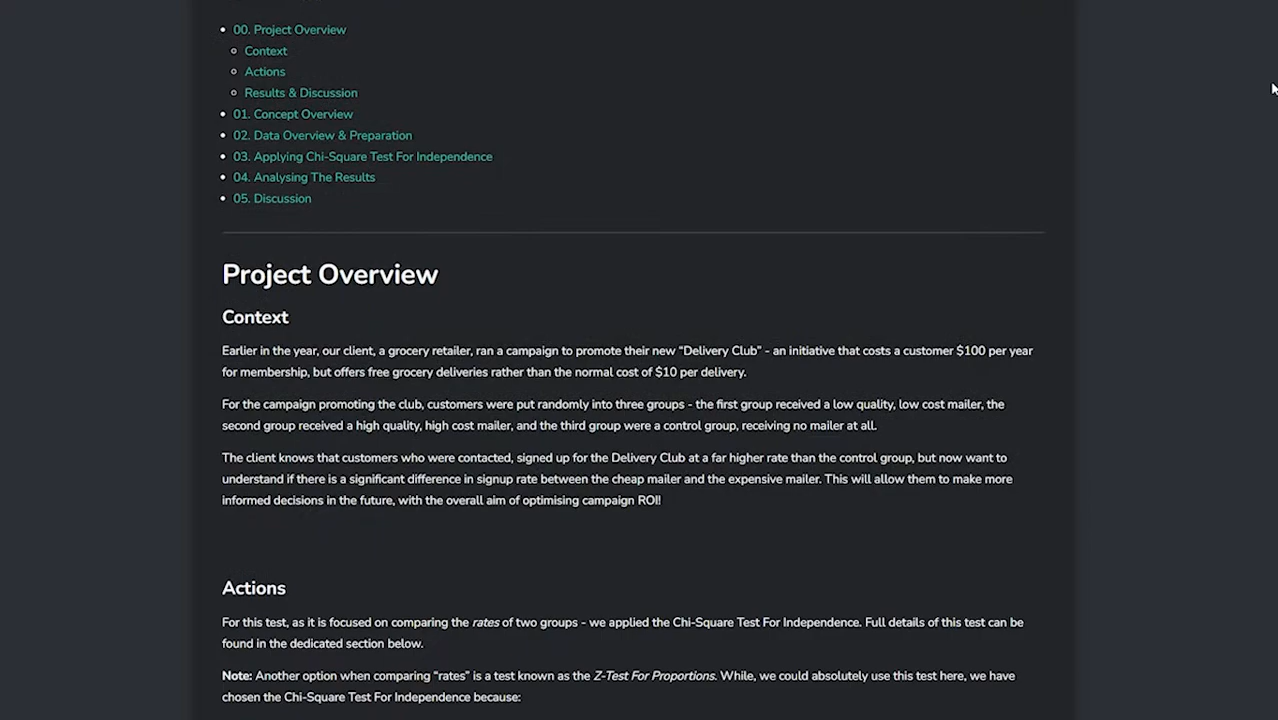 00. Project Overview
Context
Actions
Results & Discussion
01. Concept Overview
02. Data Overview & Preparation
03. Applying Chi-Square Test For Independence
04. Analysing The Results
05. Discussion
Project Overview
Context
Earlier in the year, our client, a grocery retailer, ran a campaign to promote their new “Delivery Club” - an initiative that costs a customer $100 per year
for membership, but offers free grocery deliveries rather than the normal cost of $10 per delivery.
For the campaign promoting the club, customers were put randomly into three groups - the first group received a low quality, low cost mailer, the
second group received a high quality, high cost mailer, and the third group were a control group, receiving no mailer at all.
The client knows that customers who were contacted, signed up for the Delivery Club at a far higher rate than the control group, but now want to
understand if there is a significant difference in signup rate between the cheap mailer and the expensive mailer. This will allow them to make more
informed decisions in the future, with the overall aim of optimising campaign ROI!
Actions
For this test, as it is focused on comparing the rates of two groups - we applied the Chi-Square Test For Independence. Full details of this test can be
found in the dedicated section below.
Note: Another option when comparing “rates” is a test known as the Z-Test For Proportions. While, we could absolutely use this test here, we have
chosen the Chi-Square Test For Independence because: